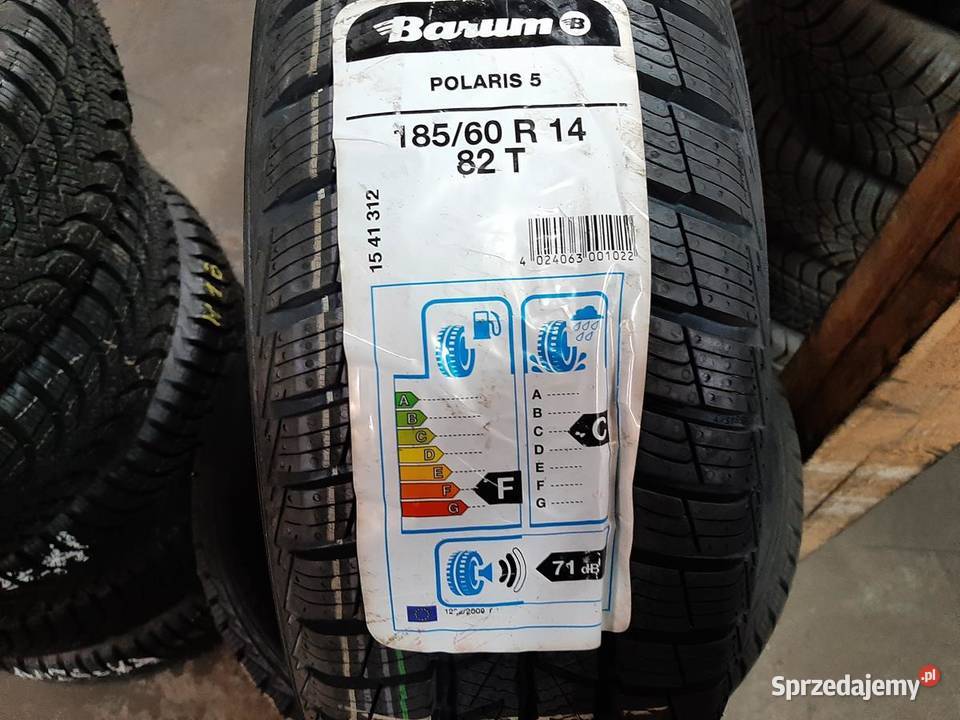 Barum B
POLARIS 5
185/60 R 14
82 T
15 41 312
4 024063 001022
A
B
C
D
E
F
G
F
A
B
C
D
E
F
G
C
71 dB
Sprzedajemy.pl